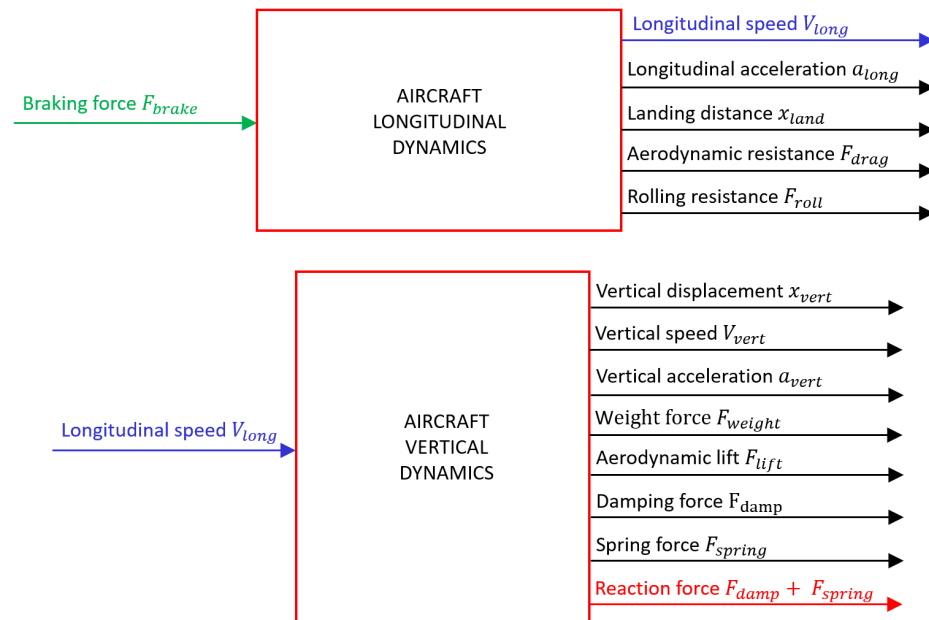 Longitudinal speed V_long
Longitudinal acceleration a_long
Braking force F_brake
AIRCRAFT
LONGITUDINAL
DYNAMICS
Landing distance x_land
Aerodynamic resistance F_drag
Rolling resistance F_roll
Vertical displacement x_vert
Vertical speed V_vert
Vertical acceleration a_vert
Longitudinal speed V_long
AIRCRAFT
VERTICAL
DYNAMICS
Weight force F_weight
Aerodynamic lift F_lift
Damping force F_damp
Spring force F_spring
Reaction force F_damp + F_spring